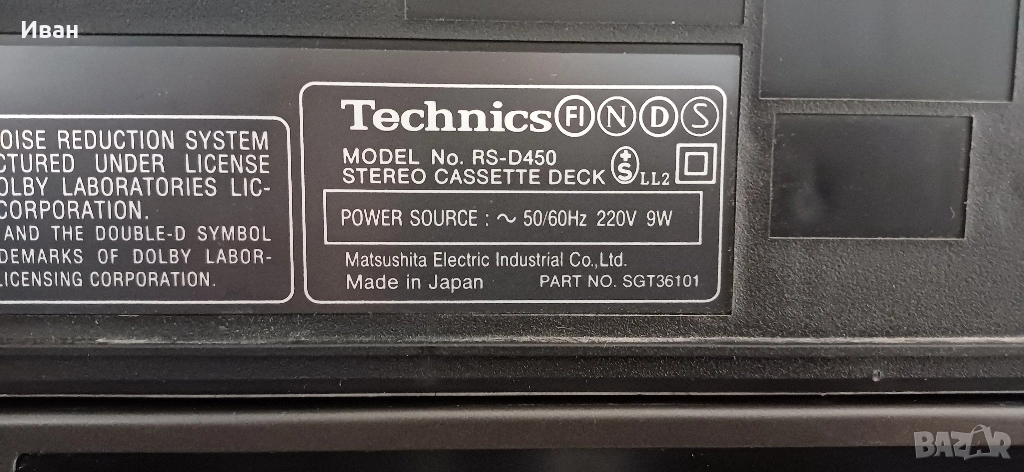 Иван
OISE REDUCTION SYSTEM
CTURED UNDER LICENSE
OLBY LABORATORIES LIC-
CORPORATION.
AND THE DOUBLE-D SYMBOL
DEMARKS OF DOLBY LABOR-
LICENSING CORPORATION.
Technics FI N D S
MODEL No. RS-D450
STEREO CASSETTE DECK S LL2
POWER SOURCE : ~ 50/60Hz 220V 9W
Matsushita Electric Industrial Co.,Ltd.
Made in Japan PART NO. SGT36101
BAZAR